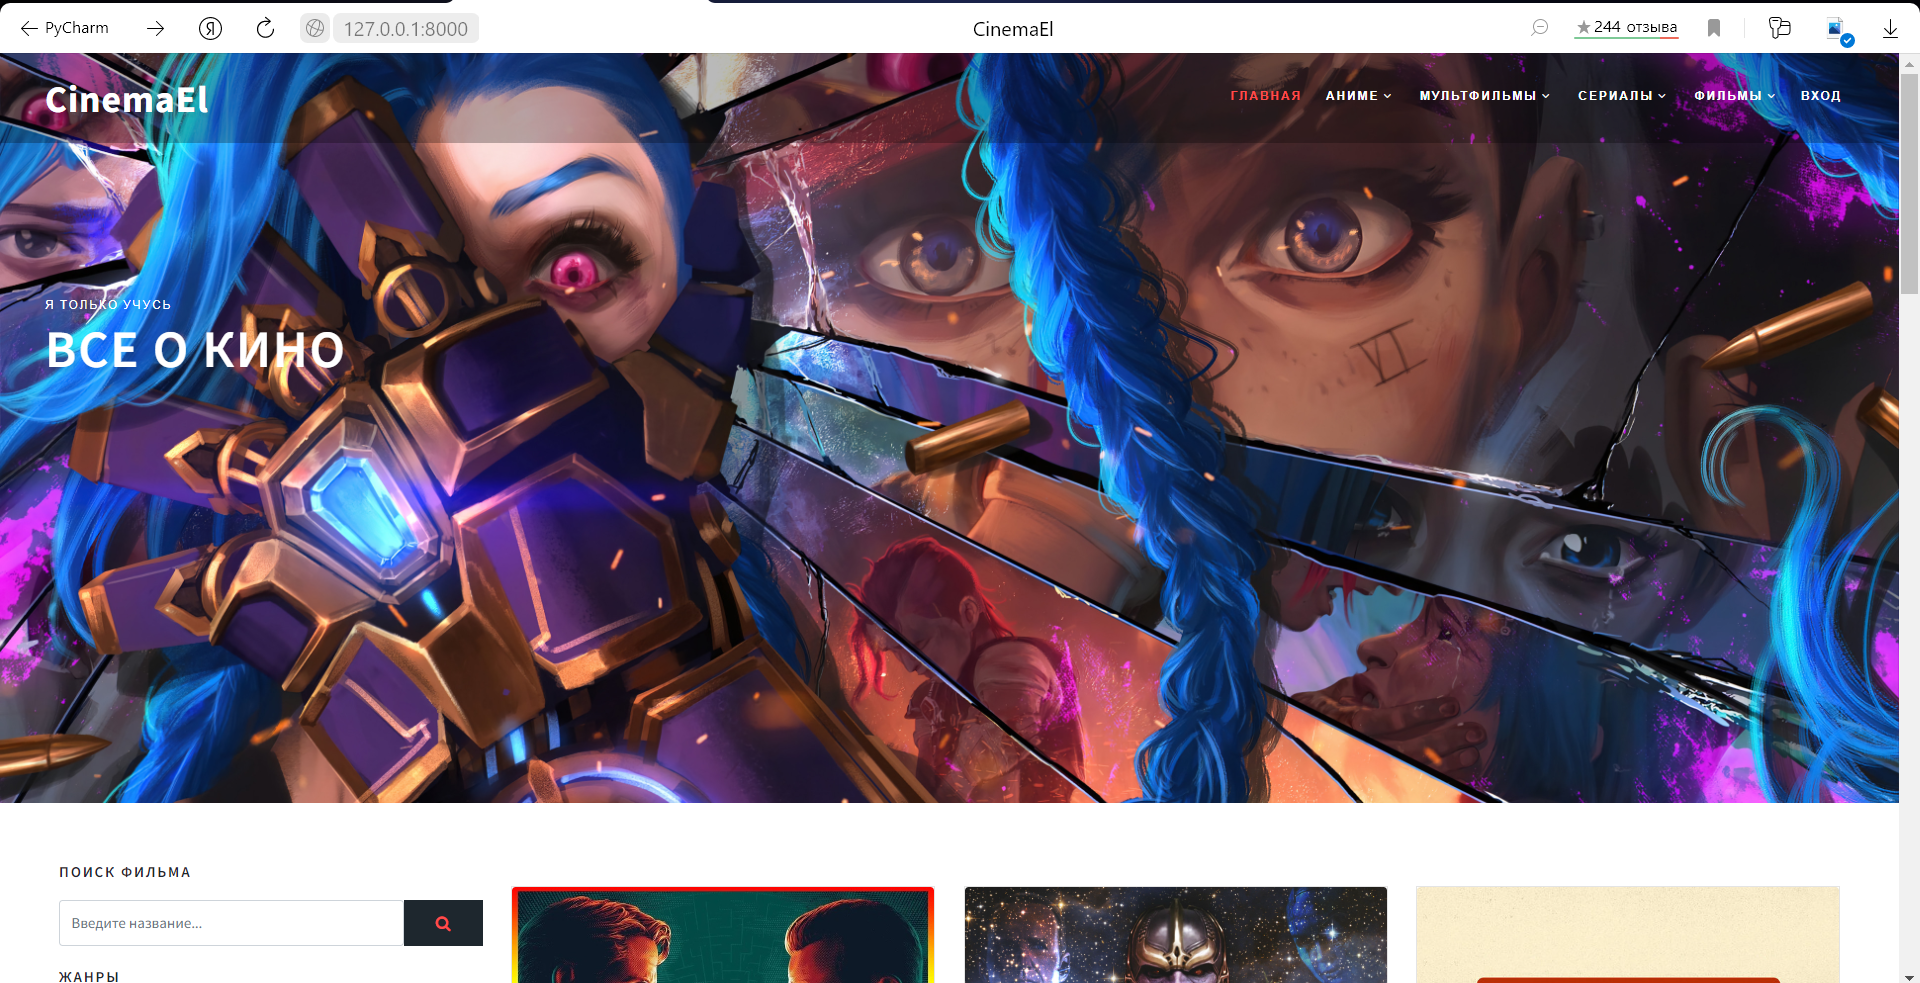 PyCharm
Я
127.0.0.1:8000
CinemaEl
244 отзыва
CinemaEl
ГЛАВНАЯ
АНИМЕ
МУЛЬТФИЛЬМЫ
СЕРИАЛЫ
ФИЛЬМЫ
ВХОД
VI
Я ТОЛЬКО УЧУСЬ
ВСЕ О КИНО
ПОИСК ФИЛЬМА
Введите название...
ЖАНРЫ